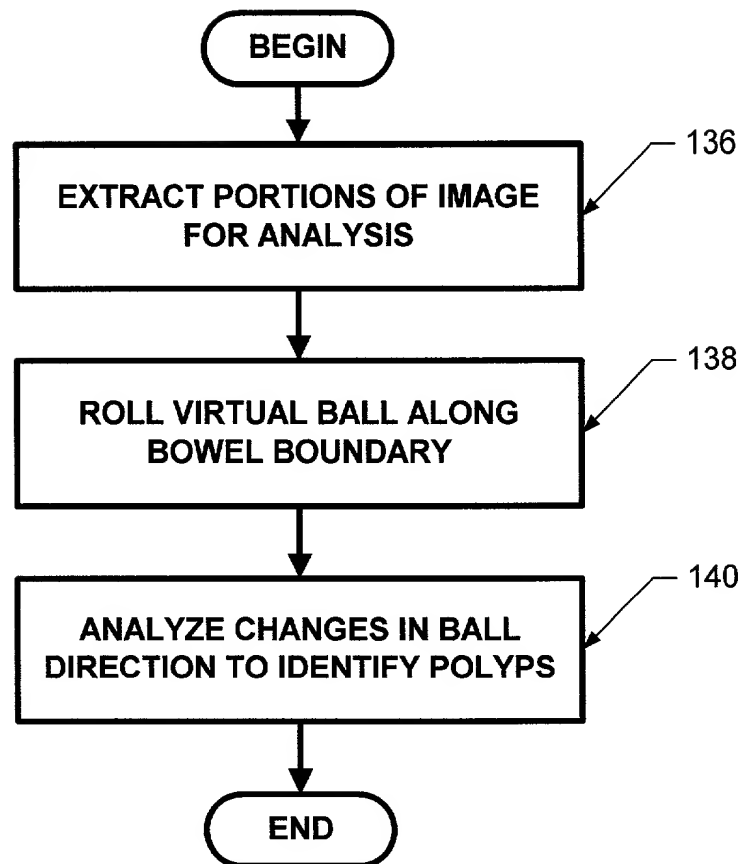 BEGIN
136
EXTRACT PORTIONS OF IMAGE
FOR ANALYSIS
138
ROLL VIRTUAL BALL ALONG
BOWEL BOUNDARY
140
ANALYZE CHANGES IN BALL
DIRECTION TO IDENTIFY POLYPS
END